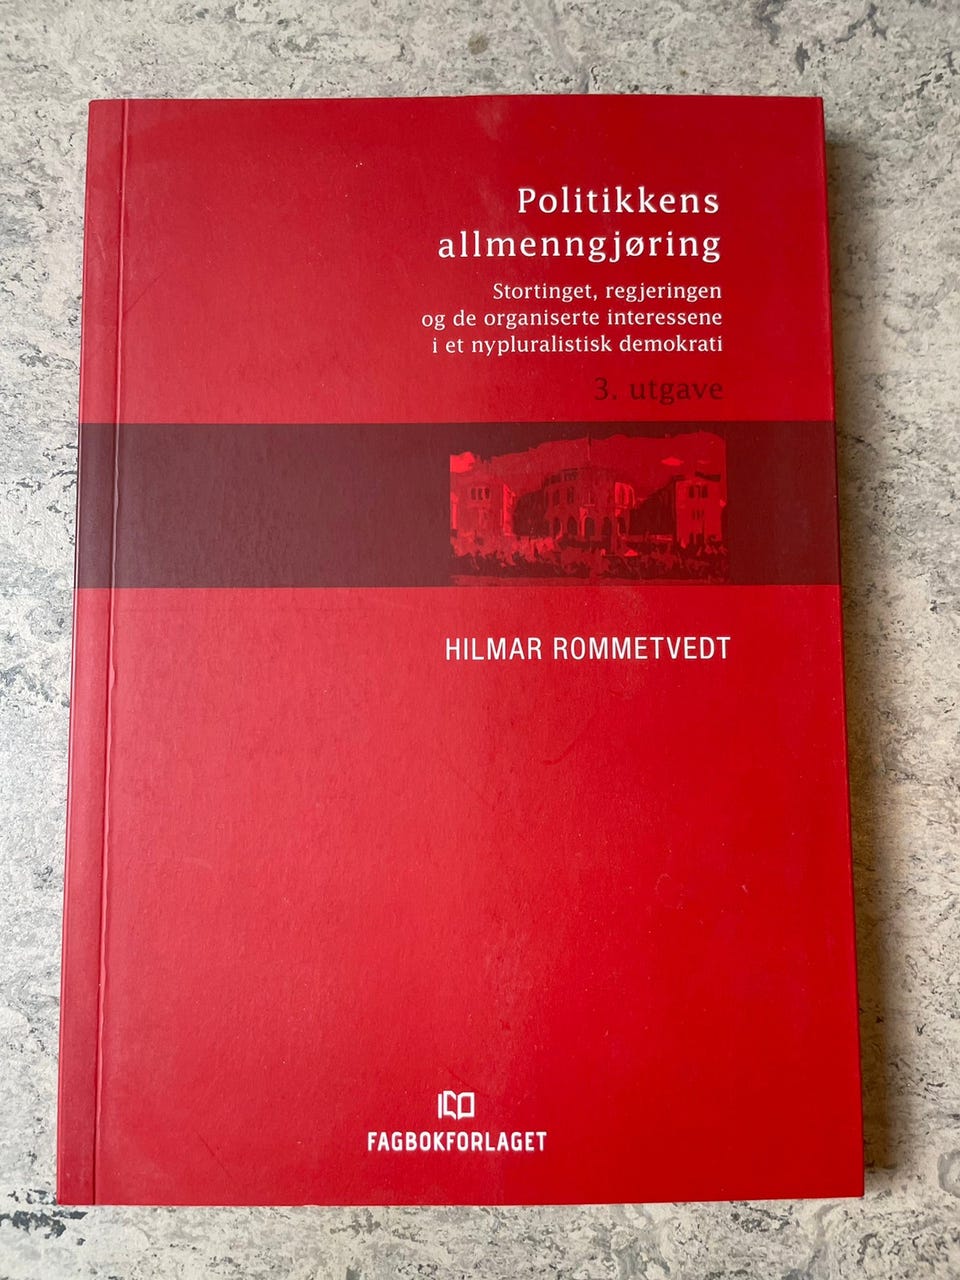 Politikkens
allmenngjøring
Stortinget, regjeringen
og de organiserte interessene
i et nypluralistisk demokrati
3. utgave
HILMAR ROMMETVEDT
FAGBOKFORLAGET